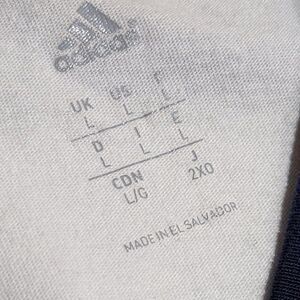 adidas
UK US F
L L L
D I E
L L L
CDN J
L/G 2XO
MADE IN EL SALVADOR